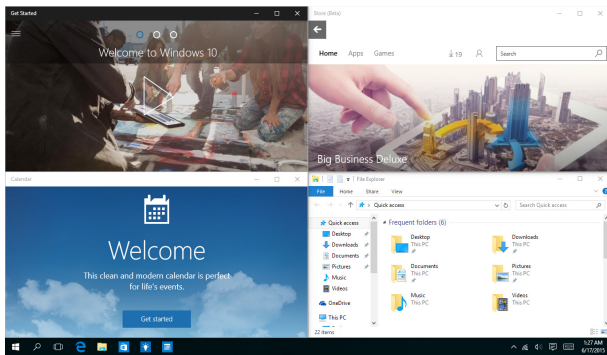 Get Started
Welcome to Windows 10
Store (Beta)
Home Apps Games 19 Search
Big Business Deluxe
Calendar
Welcome
This clean and modern calendar is perfect
for life's events.
Get started
File Explorer
File Home Share View
Quick access Search Quick access
Quick access
Desktop
Downloads
Documents
Pictures
Music
Videos
OneDrive
This PC
Frequent folders (6)
Desktop
This PC
Downloads
This PC
Documents
This PC
Pictures
This PC
Music
This PC
Videos
This PC
22 items
1:27 AM
6/17/2015